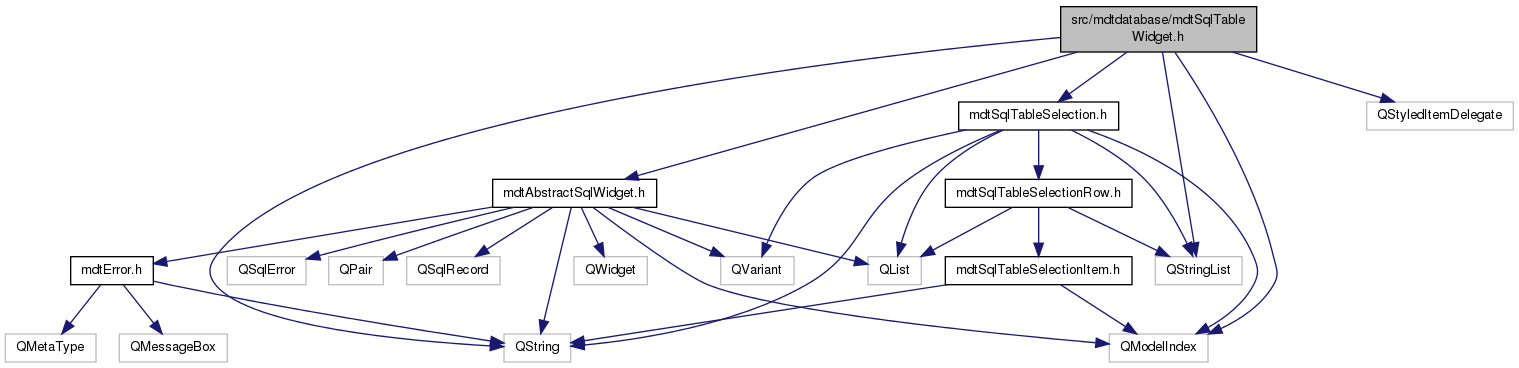 src/mdtdatabase/mdtSqlTable
Widget.h
mdtSqlTableSelection.h
QStyledItemDelegate
mdtAbstractSqlWidget.h
mdtSqlTableSelectionRow.h
mdtError.h
QSqlError
QPair
QSqlRecord
QWidget
QVariant
QList
mdtSqlTableSelectionItem.h
QStringList
QMetaType
QMessageBox
QString
QModelIndex